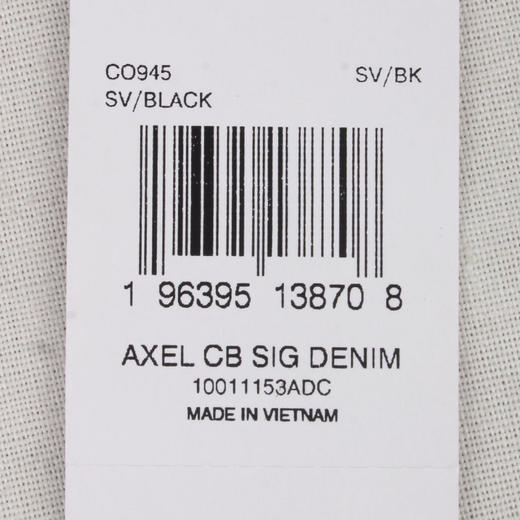 CO945 SV/BK
SV/BLACK
1 96395 13870 8
AXEL CB SIG DENIM
10011153ADC
MADE IN VIETNAM